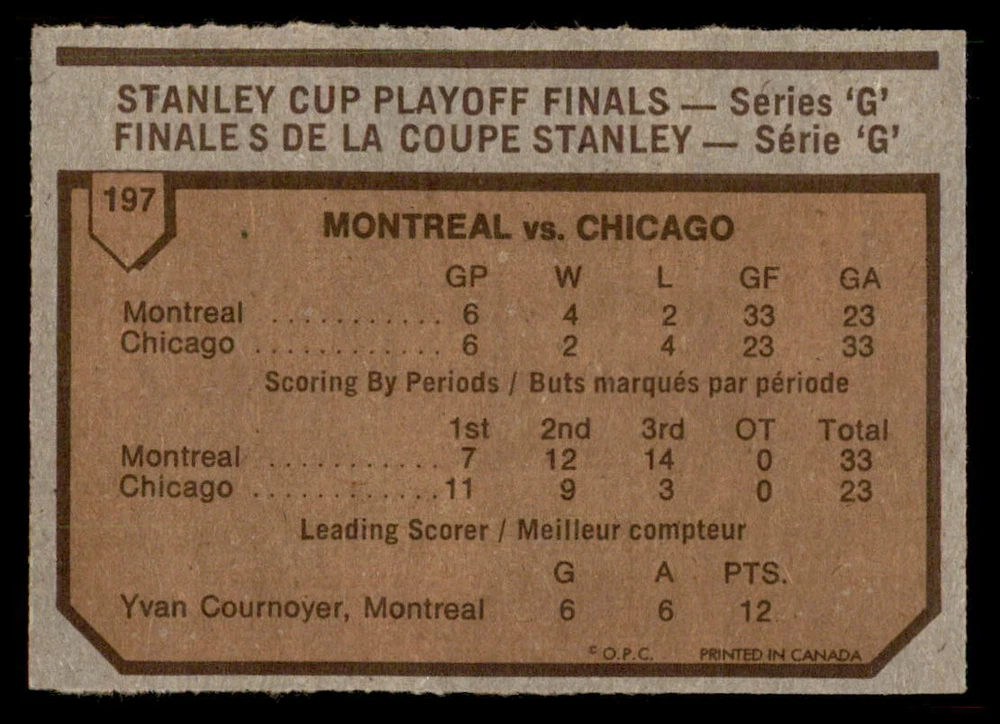 STANLEY CUP PLAYOFF FINALS — Series ‘G’
FINALES DE LA COUPE STANLEY — Série ‘G’
197
MONTREAL vs. CHICAGO
GP W L GF GA
Montreal .......... 6 4 2 33 23
Chicago ........... 6 2 4 23 33
Scoring By Periods / Buts marqués par période
1st 2nd 3rd OT Total
Montreal .......... 7 12 14 0 33
Chicago ...........11 9 3 0 23
Leading Scorer / Meilleur compteur
G A PTS.
Yvan Cournoyer, Montreal 6 6 12
© O.P.C. PRINTED IN CANADA